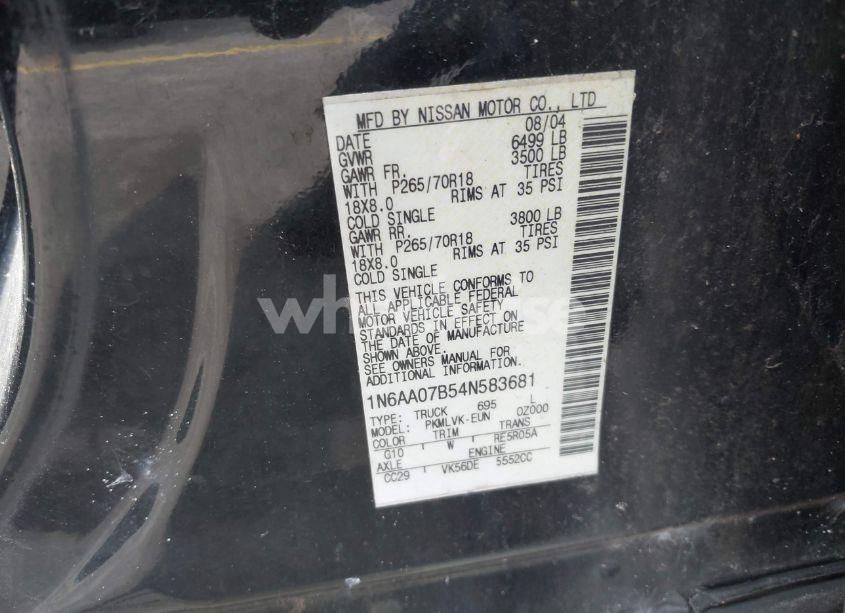 MFD BY NISSAN MOTOR CO., LTD
DATE 08/04
GVWR 6499 LB
GAWR FR. 3500 LB
WITH P265/70R18 TIRES
18X8.0 RIMS AT 35 PSI
COLD SINGLE
GAWR RR. 3800 LB
WITH P265/70R18 TIRES
18X8.0 RIMS AT 35 PSI
COLD SINGLE
THIS VEHICLE CONFORMS TO
ALL APPLICABLE FEDERAL
MOTOR VEHICLE SAFETY
STANDARDS IN EFFECT ON
THE DATE OF MANUFACTURE
SHOWN ABOVE.
SEE OWNERS MANUAL FOR
ADDITIONAL INFORMATION.
1N6AA07B54N583681
TYPE: TRUCK 695 L
MODEL: PKMLVK-EUN 0Z000
COLOR TRIM TRANS
G10 W RE5R05A
AXLE ENGINE
CC29 VK56DE 5552CC